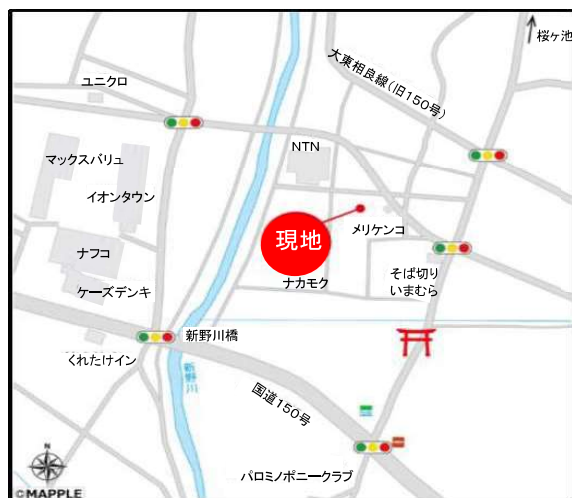 桜ヶ池
大東相良線(旧150号)
ユニクロ
NTN
マックスバリュ
イオンタウン
メリケンコ
現地
ナフコ
そば切り
いまむら
ナカモク
ケーズデンキ
新野川橋
くれたけイン
新野川
国道150号
パロミノポニークラブ
N
©MAPPLE